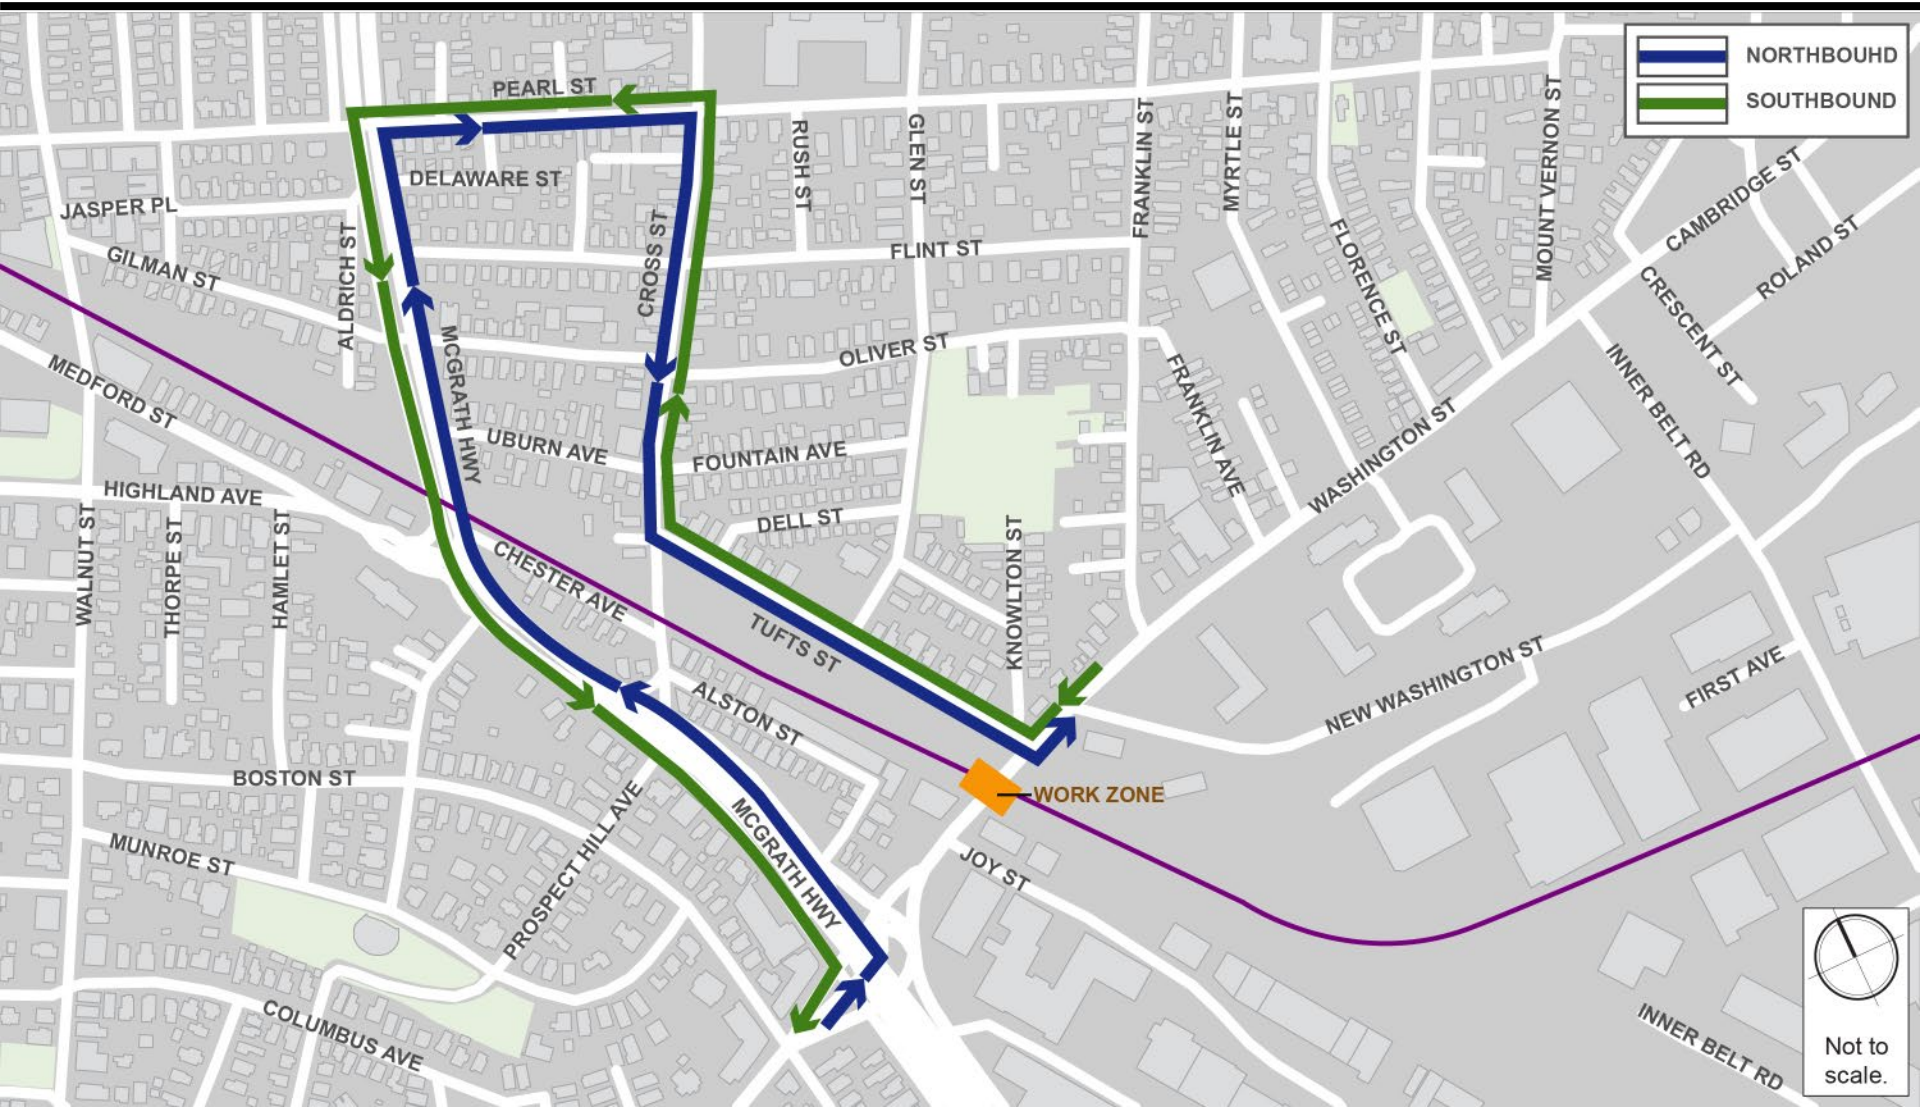 NORTHBOUHD
SOUTHBOUND
PEARL ST
DELAWARE ST
JASPER PL
GILMAN ST
ALDRICH ST
CROSS ST
RUSH ST
GLEN ST
FLINT ST
FRANKLIN ST
MYRTLE ST
FLORENCE ST
MOUNT VERNON ST
CAMBRIDGE ST
ROLAND ST
CRESCENT ST
INNER BELT RD
MEDFORD ST
MCGRATH HWY
OLIVER ST
FRANKLIN AVE
WASHINGTON ST
UBURN AVE
FOUNTAIN AVE
DELL ST
HIGHLAND AVE
WALNUT ST
THORPE ST
HAMLET ST
CHESTER AVE
TUFTS ST
KNOWLTON ST
ALSTON ST
NEW WASHINGTON ST
FIRST AVE
BOSTON ST
WORK ZONE
MUNROE ST
PROSPECT HILL AVE
MCGRATH HWY
JOY ST
COLUMBUS AVE
INNER BELT RD
Not to
scale.